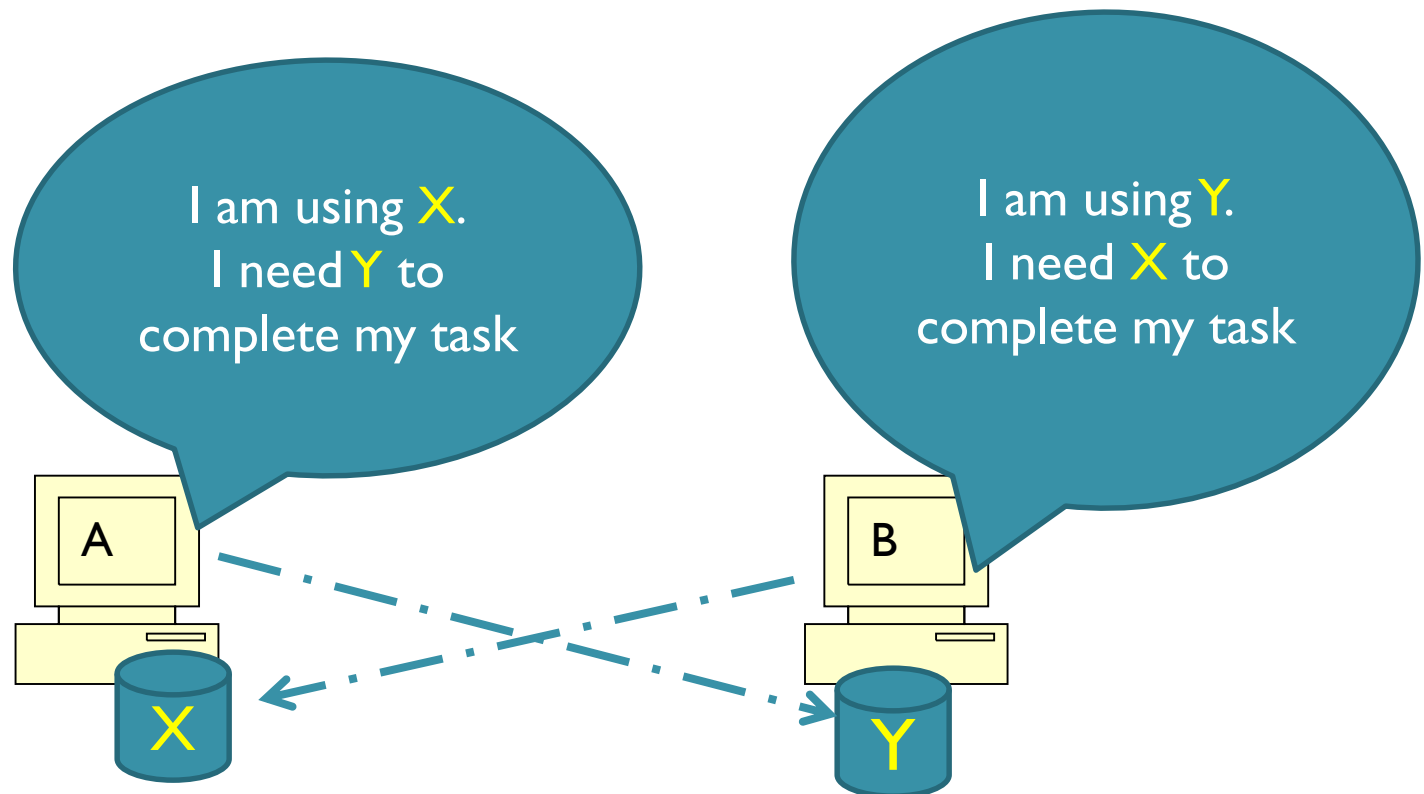 I am using X.
I need Y to
complete my task
I am using Y.
I need X to
complete my task
A
B
X
Y